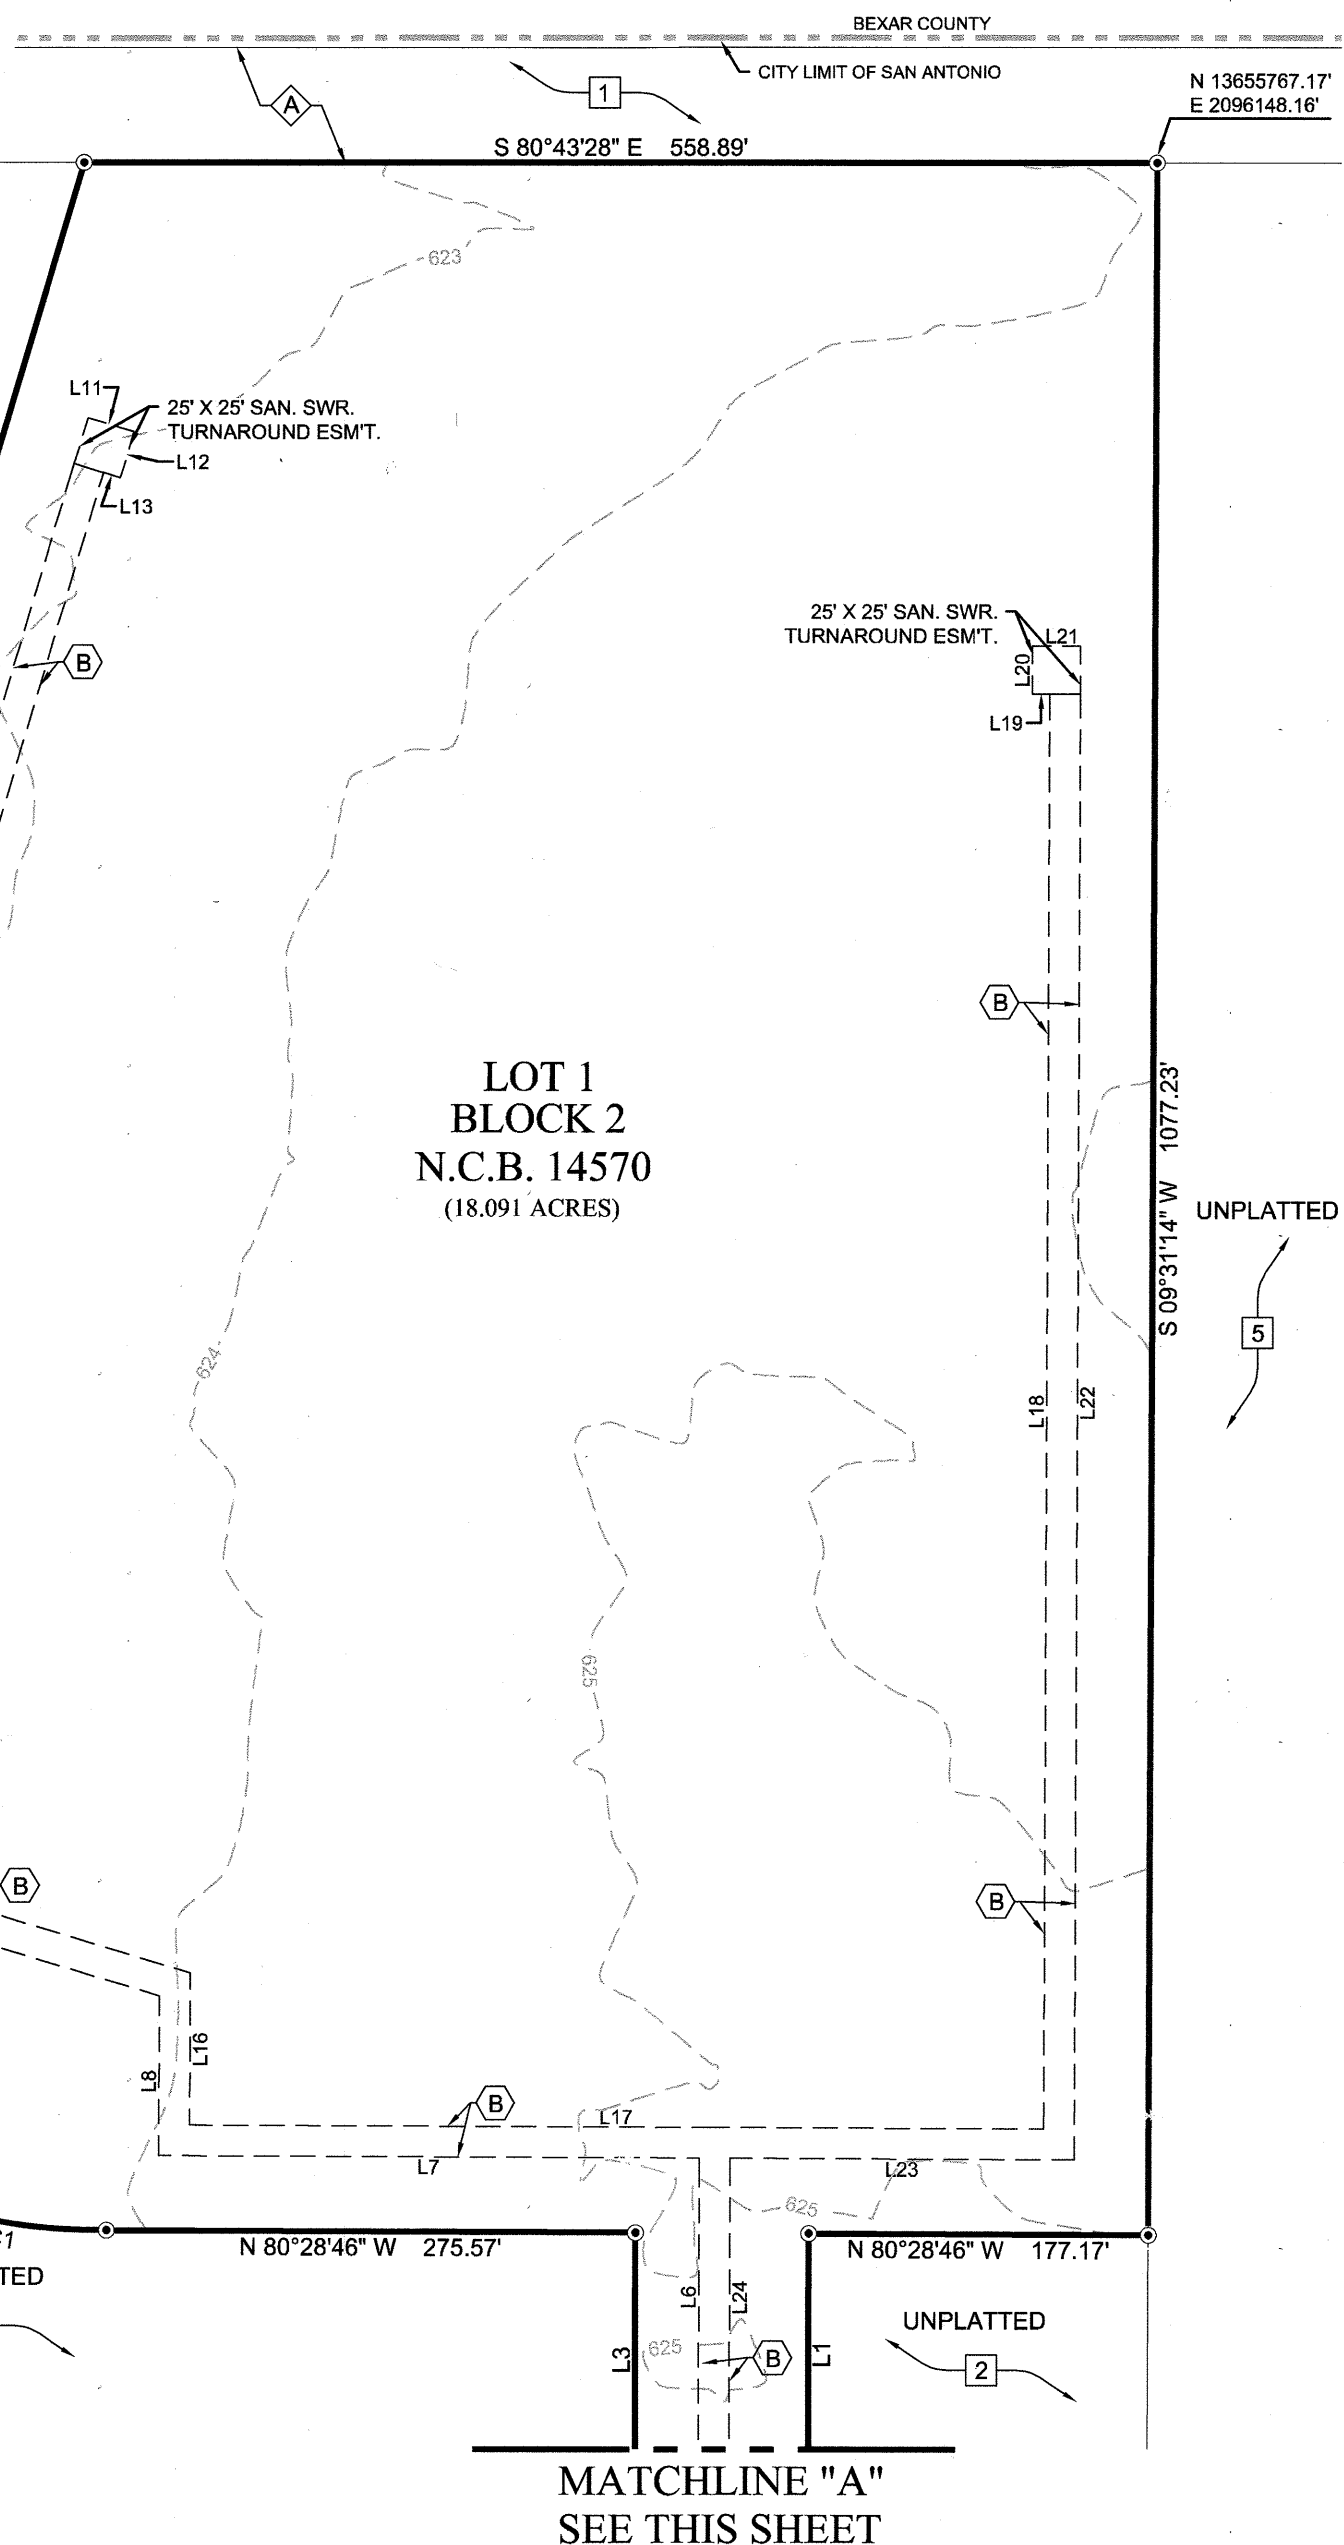 BEXAR COUNTY
CITY LIMIT OF SAN ANTONIO
1
A
N 13655767.17'
E 2096148.16'
S 80°43'28" E 558.89'
623
L11
25' X 25' SAN. SWR.
TURNAROUND ESM'T.
L12
L13
B
25' X 25' SAN. SWR.
TURNAROUND ESM'T.
L21
L20
L19
B
LOT 1
BLOCK 2
N.C.B. 14570
(18.091 ACRES)
S 09°31'14" W 1077.23'
UNPLATTED
5
624
L18
L22
625
B
B
L16
L8
B
L17
L7
L23
625
N 80°28'46" W 275.57'
N 80°28'46" W 177.17'
TED
L6
L24
UNPLATTED
L3
625
B
L1
2
MATCHLINE "A"
SEE THIS SHEET